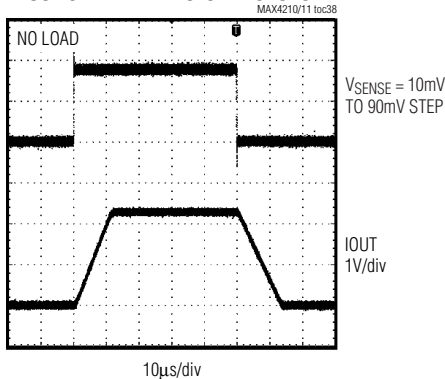 MAX4210/11 toc38
NO LOAD
T
VSENSE = 10mV
TO 90mV STEP
IOUT
1V/div
10µs/div